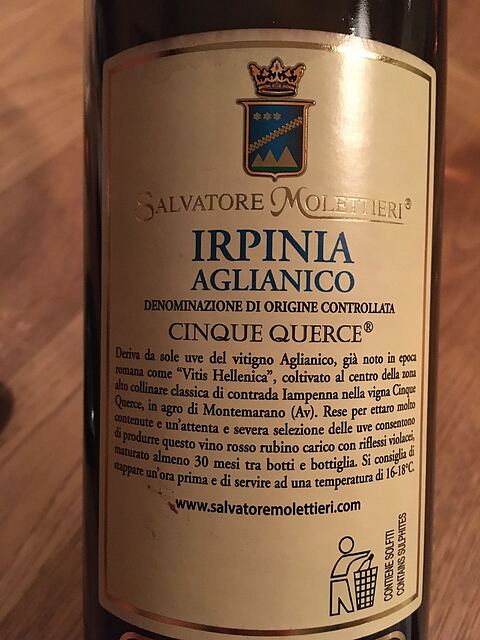 SALVATORE MOLETTIERI®
IRPINIA
AGLIANICO
DENOMINAZIONE DI ORIGINE CONTROLLATA
CINQUE QUERCE®
Deriva da sole uve del vitigno Aglianico, già noto in epoca
romana come “Vitis Hellenica”, coltivato al centro della zona
alto collinare classica di contrada Iampenna nella vigna Cinque
Querce, in agro di Montemarano (Av). Rese per ettaro molto
contenute e un'attenta e severa selezione delle uve consentono
di produrre questo vino rosso rubino carico con riflessi violacei,
maturato almeno 30 mesi tra botti e bottiglia. Si consiglia di
stappare un'ora prima e di servire ad una temperatura di 16-18°C.
www.salvatoremolettieri.com
CONTIENE SOLFITI
CONTAINS SULPHITES